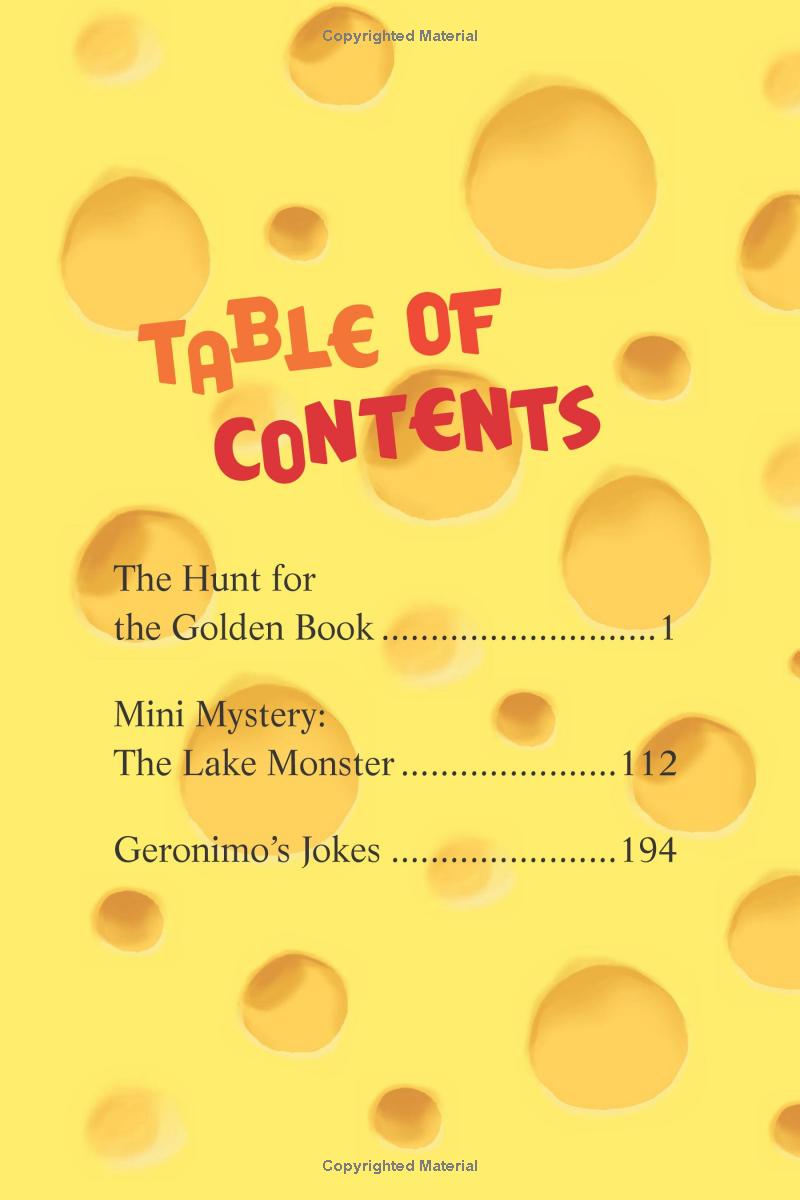 Copyrighted Material
TABLE OF
CONTENTS
The Hunt for
the Golden Book............................1
Mini Mystery:
The Lake Monster......................112
Geronimo’s Jokes .......................194
Copyrighted Material